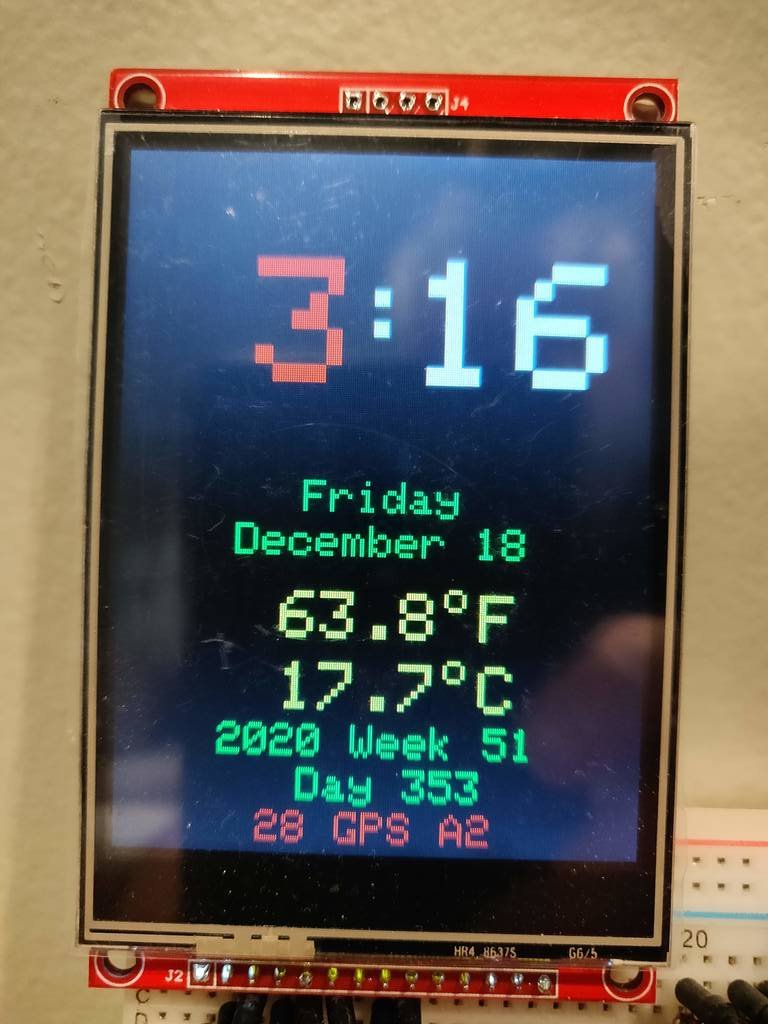 J4
3:16
Friday
December 18
63.8°F
17.7°C
2020 Week 51
Day 353
28 GPS A2
HR4 8637S GG/5
20
J2
C
D